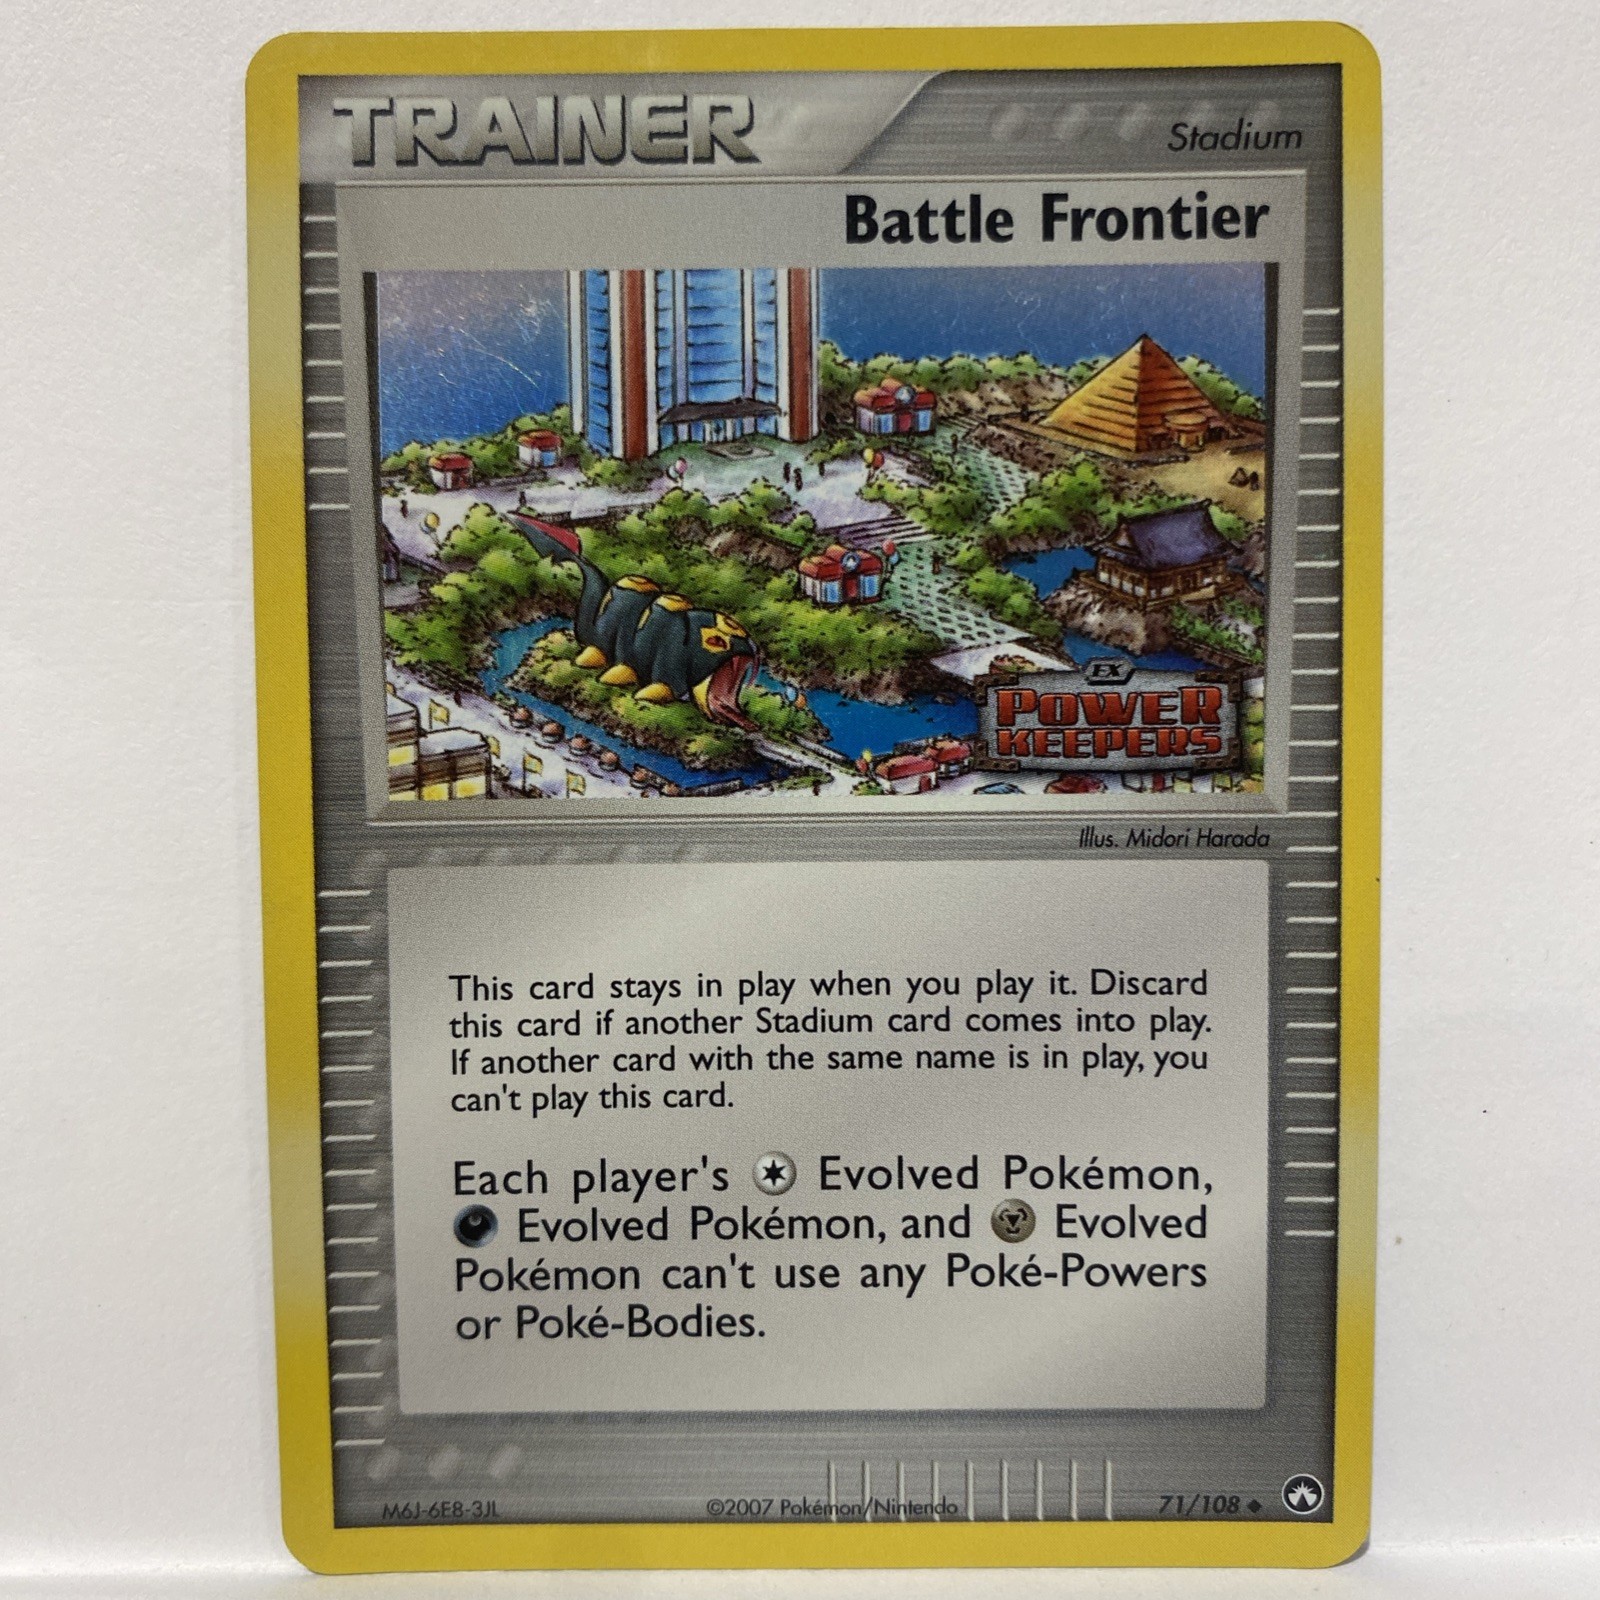 TRAINER
Stadium
Battle Frontier
EX
POWER
KEEPERS
Illus. Midori Harada
This card stays in play when you play it. Discard
this card if another Stadium card comes into play.
If another card with the same name is in play, you
can't play this card.
Each player's Evolved Pokémon,
Evolved Pokémon, and Evolved
Pokémon can't use any Poké-Powers
or Poké-Bodies.
M6J-6E8-3JL
©2007 Pokémon/Nintendo
71/108